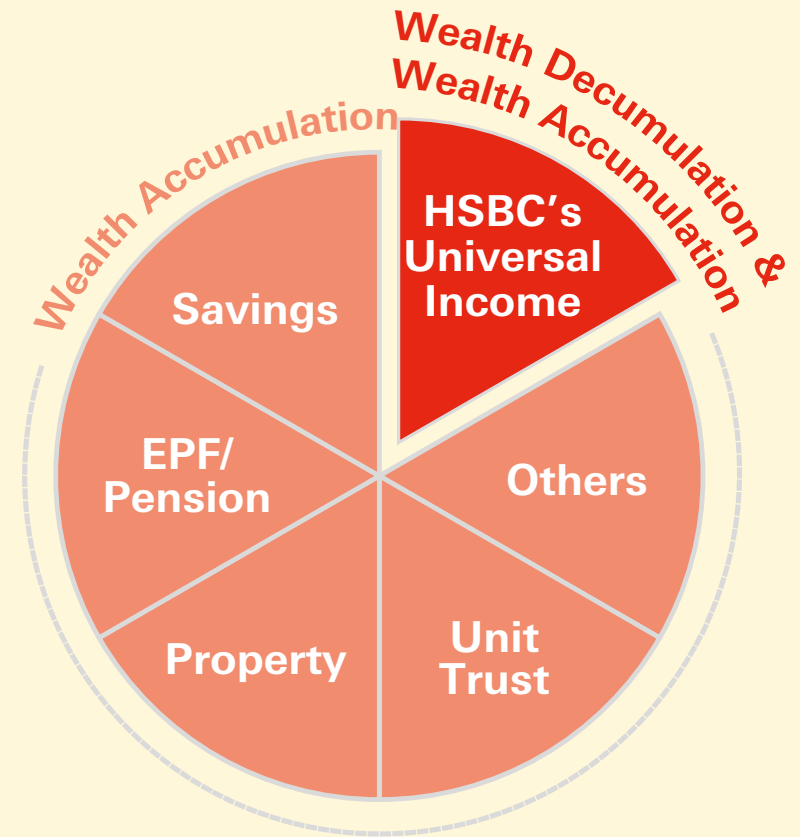 Wealth Decumulation &
Wealth Accumulation
Wealth Accumulation
HSBC's
Universal
Income
Savings
EPF/
Pension
Others
Property
Unit
Trust